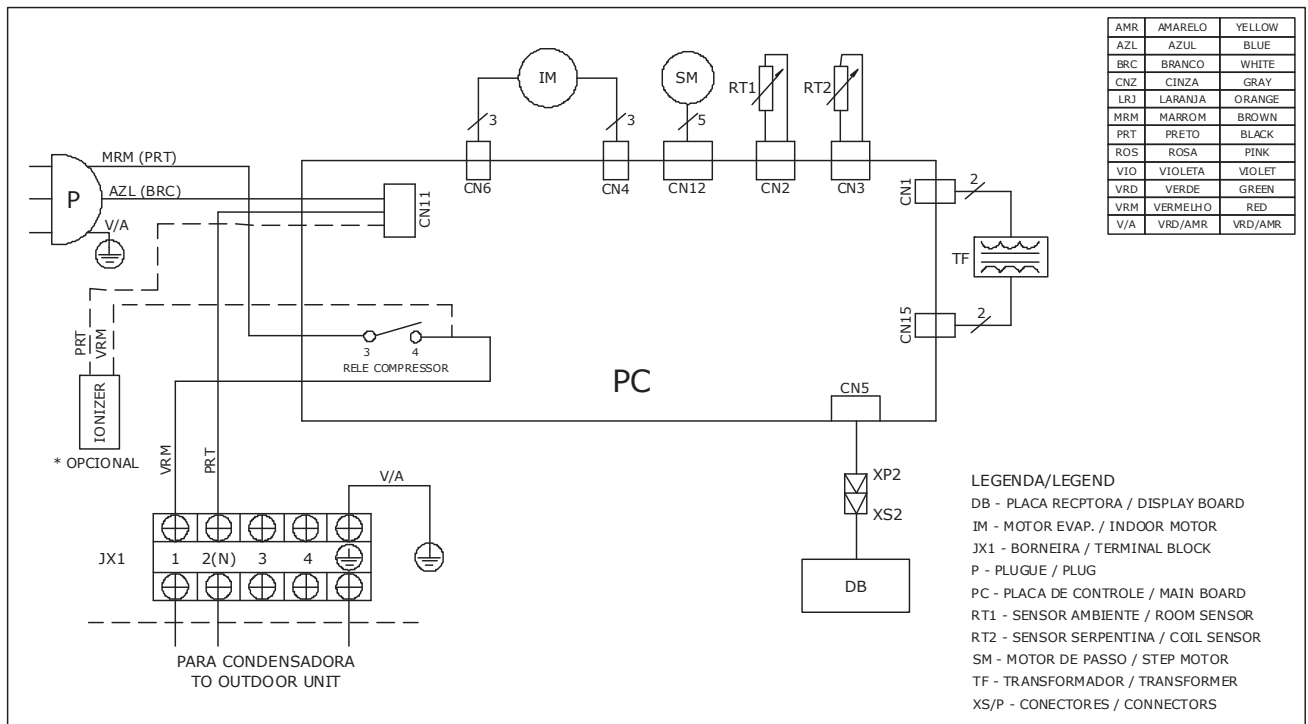 AMR AMARELO YELLOW
AZL AZUL BLUE
BRC BRANCO WHITE
CNZ CINZA GRAY
LRJ LARANJA ORANGE
MRM MARROM BROWN
PRT PRETO BLACK
ROS ROSA PINK
VIO VIOLETA VIOLET
VRD VERDE GREEN
VRM VERMELHO RED
V/A VRD/AMR VRD/AMR
IM
SM
RT1
RT2
3
3
5
CN6
CN4
CN12
CN2
CN3
P
MRM (PRT)
AZL (BRC)
V/A
CN11
CN1
2
TF
CN15
2
PRT
VRM
IONIZER
* OPCIONAL
3
4
RELE COMPRESSOR
PC
CN5
XP2
XS2
DB
VRM
PRT
V/A
JX1
1 2(N) 3 4
PARA CONDENSADORA
TO OUTDOOR UNIT
LEGENDA/LEGEND
DB - PLACA RECPTORA / DISPLAY BOARD
IM - MOTOR EVAP. / INDOOR MOTOR
JX1 - BORNEIRA / TERMINAL BLOCK
P - PLUGUE / PLUG
PC - PLACA DE CONTROLE / MAIN BOARD
RT1 - SENSOR AMBIENTE / ROOM SENSOR
RT2 - SENSOR SERPENTINA / COIL SENSOR
SM - MOTOR DE PASSO / STEP MOTOR
TF - TRANSFORMADOR / TRANSFORMER
XS/P - CONECTORES / CONNECTORS